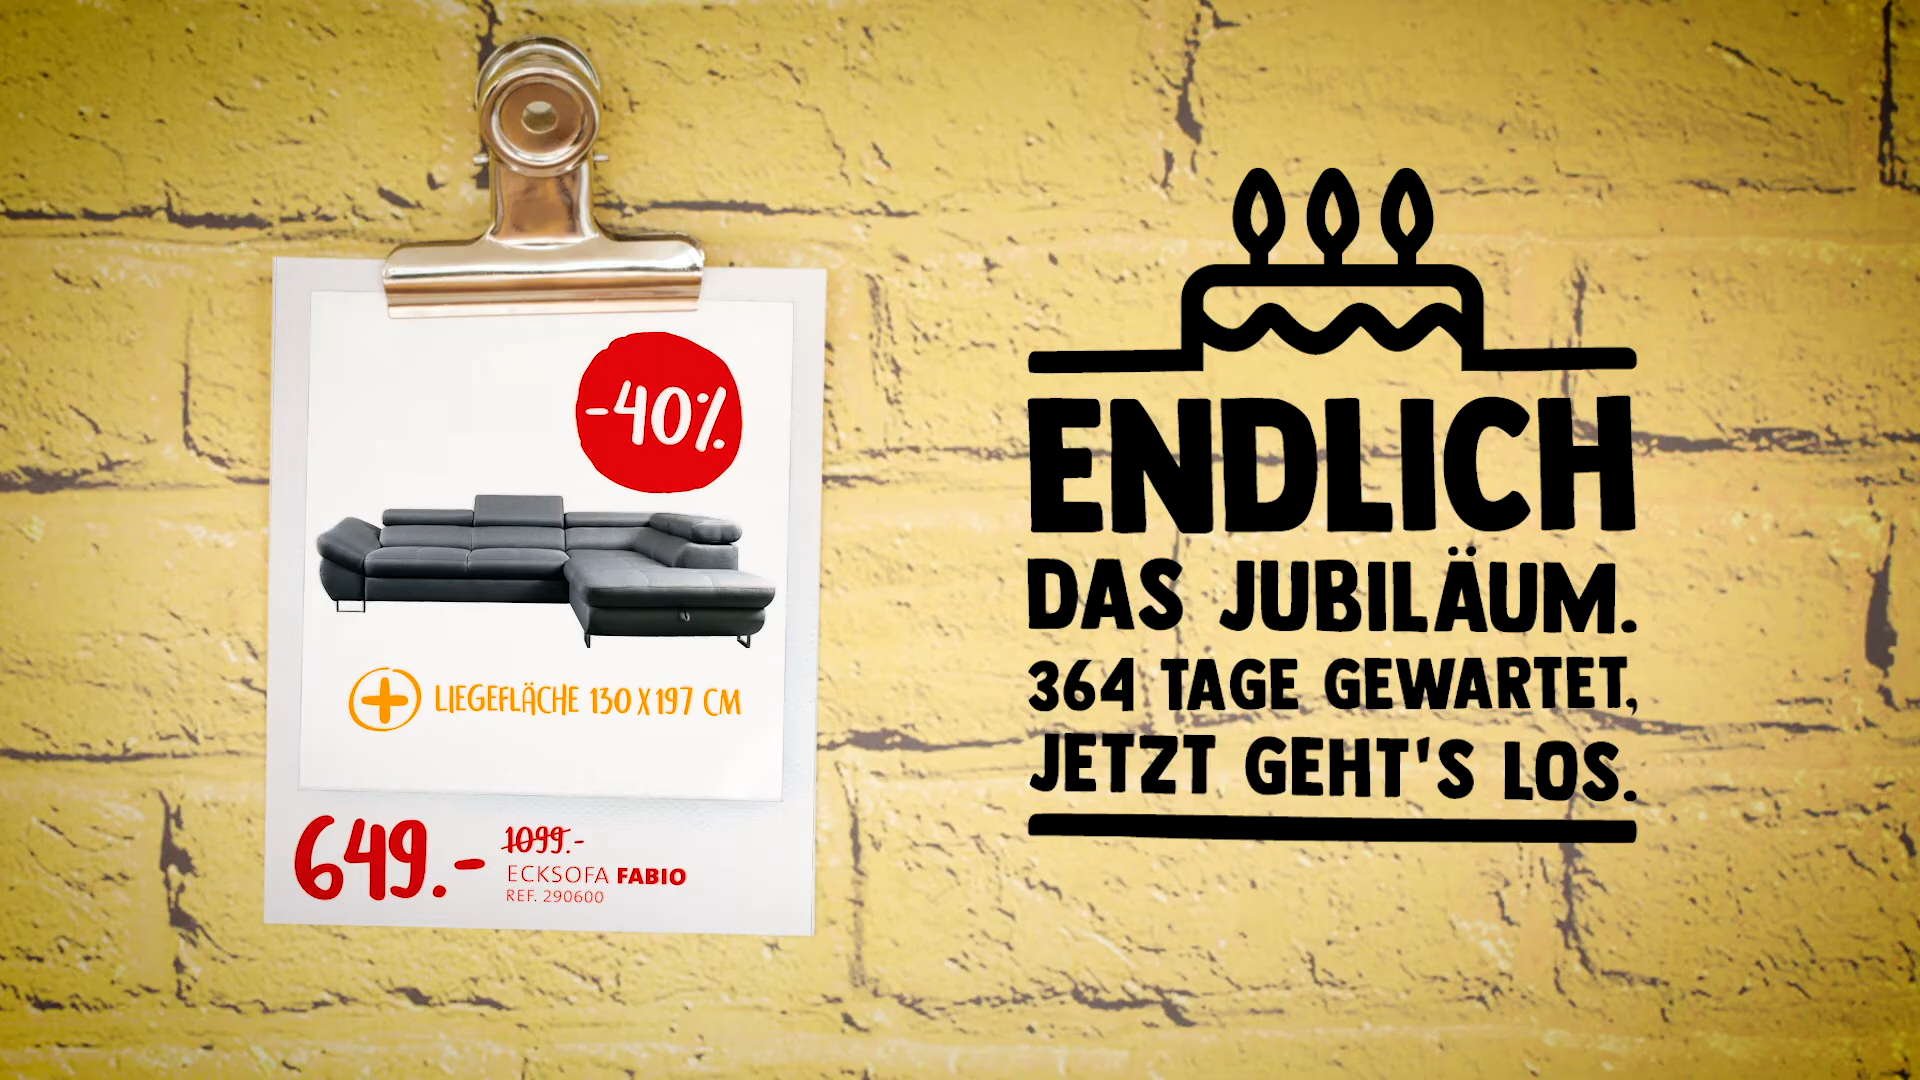 -40%
LIEGEFLÄCHE 130 X 197 CM
649.-
1099.-
ECKSOFA FABIO
REF. 290600
ENDLICH
DAS JUBILÄUM.
364 TAGE GEWARTET,
JETZT GEHT'S LOS.